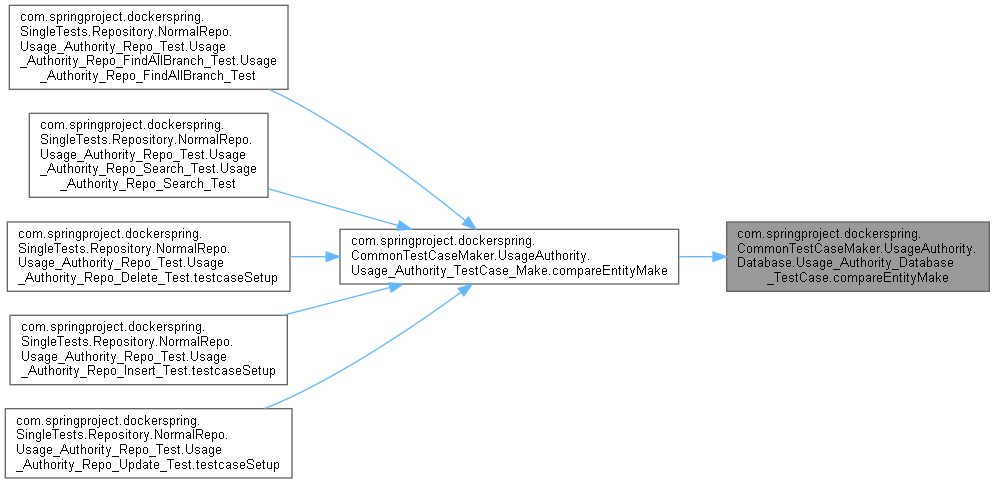 com.springproject.dockerspring.
SingleTests.Repository.NormalRepo.
Usage_Authority_Repo_Test.Usage
_Authority_Repo_FindAllBranch_Test.Usage
_Authority_Repo_FindAllBranch_Test
com.springproject.dockerspring.
SingleTests.Repository.NormalRepo.
Usage_Authority_Repo_Test.Usage
_Authority_Repo_Search_Test.Usage
_Authority_Repo_Search_Test
com.springproject.dockerspring.
SingleTests.Repository.NormalRepo.
Usage_Authority_Repo_Test.Usage
_Authority_Repo_Delete_Test.testcaseSetup
com.springproject.dockerspring.
SingleTests.Repository.NormalRepo.
Usage_Authority_Repo_Test.Usage
_Authority_Repo_Insert_Test.testcaseSetup
com.springproject.dockerspring.
SingleTests.Repository.NormalRepo.
Usage_Authority_Repo_Test.Usage
_Authority_Repo_Update_Test.testcaseSetup
com.springproject.dockerspring.
CommonTestCaseMaker.UsageAuthority.
Usage_Authority_TestCase_Make.compareEntityMake
com.springproject.dockerspring.
CommonTestCaseMaker.UsageAuthority.
Database.Usage_Authority_Database
_TestCase.compareEntityMake